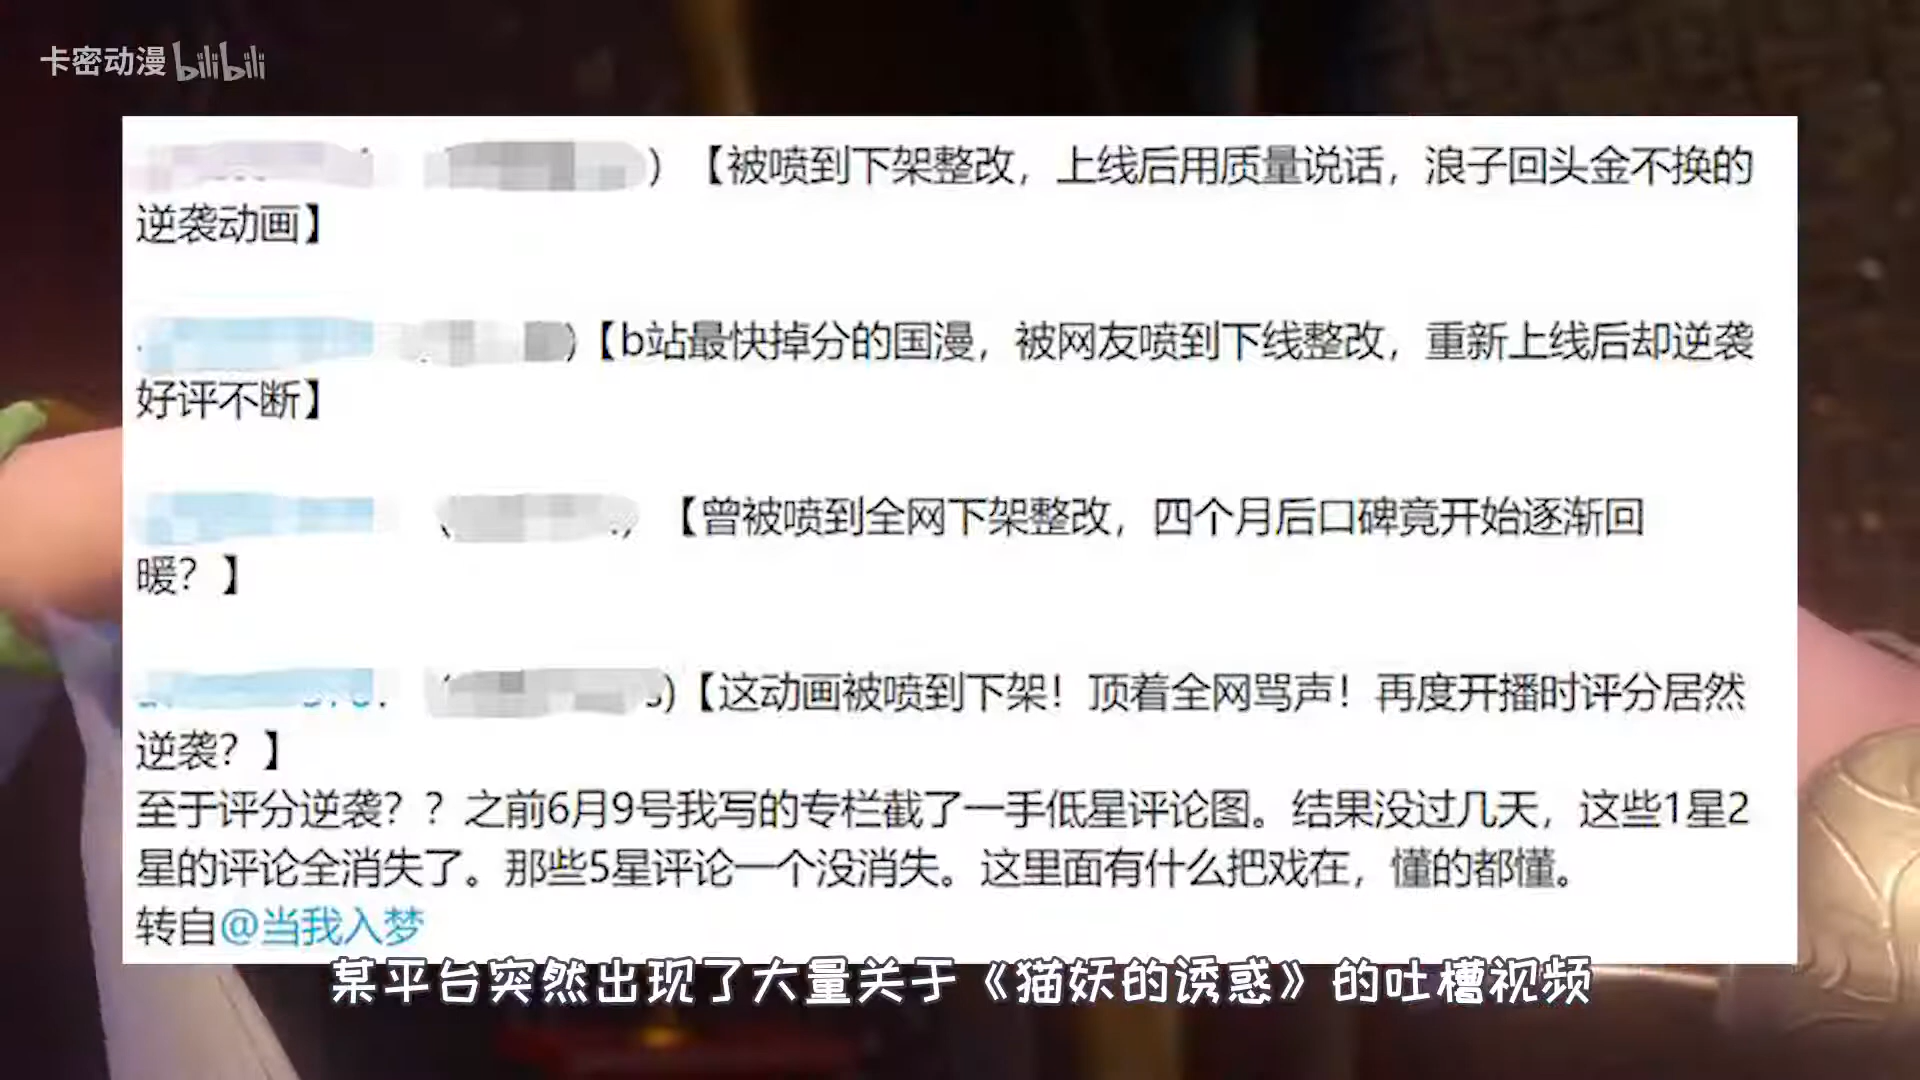 卡密动漫 bilibili
）【被喷到下架整改，上线后用质量说话，浪子回头金不换的
逆袭动画】
)【b站最快掉分的国漫，被网友喷到下线整改，重新上线后却逆袭
好评不断】
【曾被喷到全网下架整改，四个月后口碑竟开始逐渐回
暖？】
)【这动画被喷到下架！顶着全网骂声！再度开播时评分居然
逆袭？】
至于评分逆袭？？之前6月9号我写的专栏截了一手低星评论图。结果没过几天，这些1星2
星的评论全消失了。那些5星评论一个没消失。这里面有什么把戏在，懂的都懂。
转自@当我入梦
某平台突然出现了大量关于《猫妖的诱惑》的吐槽视频